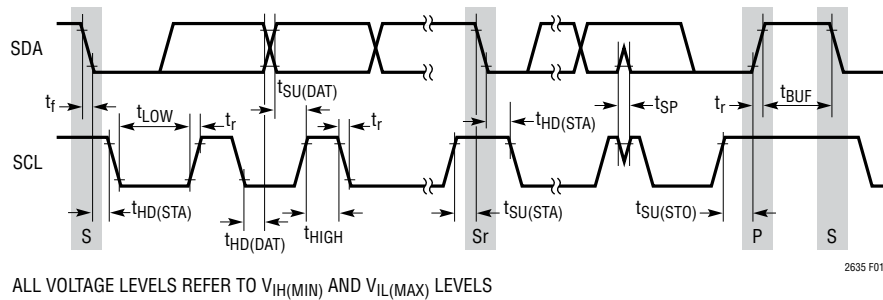 SDA
tf
tLOW
tr
tSU(DAT)
tr
tHD(STA)
tSP
tr
tBUF
SCL
tHD(STA)
tHD(DAT)
tHIGH
tSU(STA)
tSU(STO)
S
Sr
P
S
2635 F01
ALL VOLTAGE LEVELS REFER TO VIH(MIN) AND VIL(MAX) LEVELS